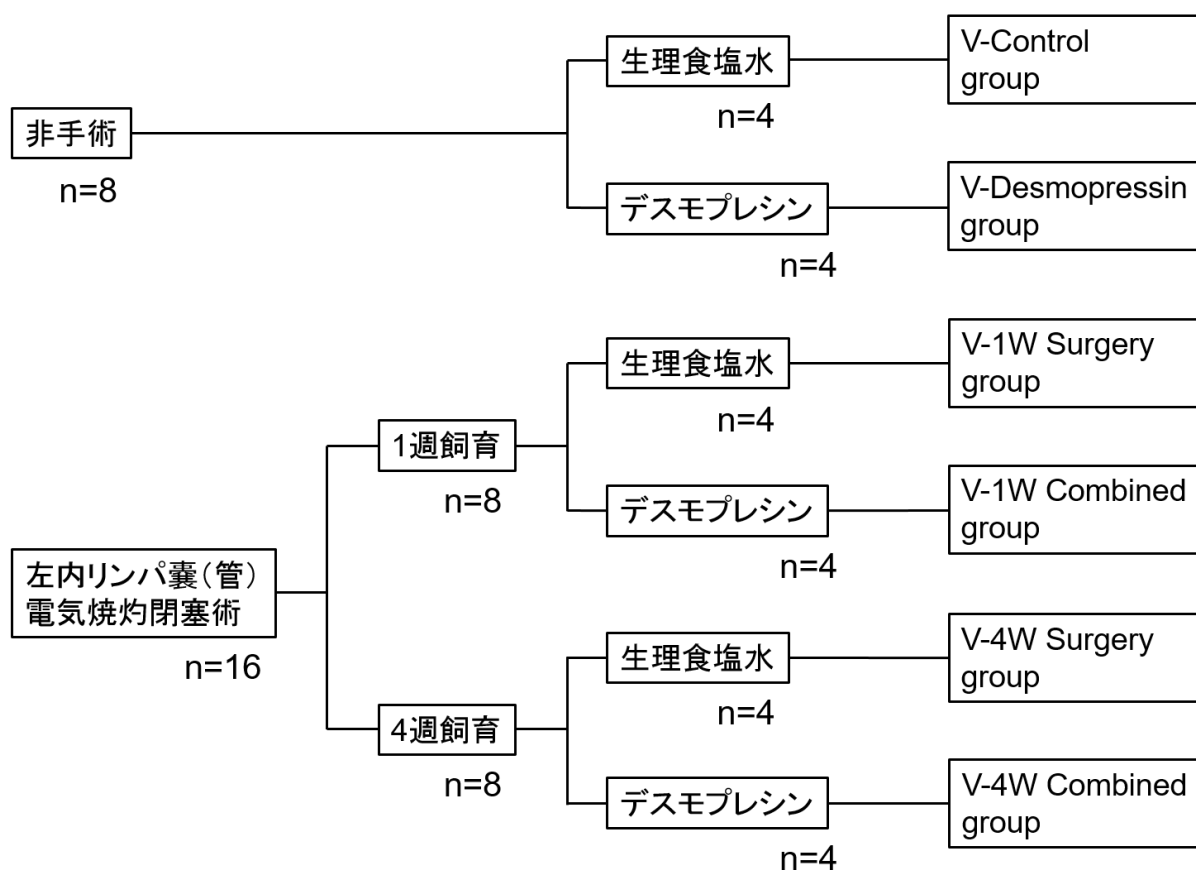 非手術
n=8
生理食塩水
n=4
V-Control
group
デスモプレシン
n=4
V-Desmopressin
group
左内リンパ嚢(管)
電気焼灼閉塞術
n=16
1週飼育
n=8
生理食塩水
n=4
V-1W Surgery
group
デスモプレシン
n=4
V-1W Combined
group
4週飼育
n=8
生理食塩水
n=4
V-4W Surgery
group
デスモプレシン
n=4
V-4W Combined
group